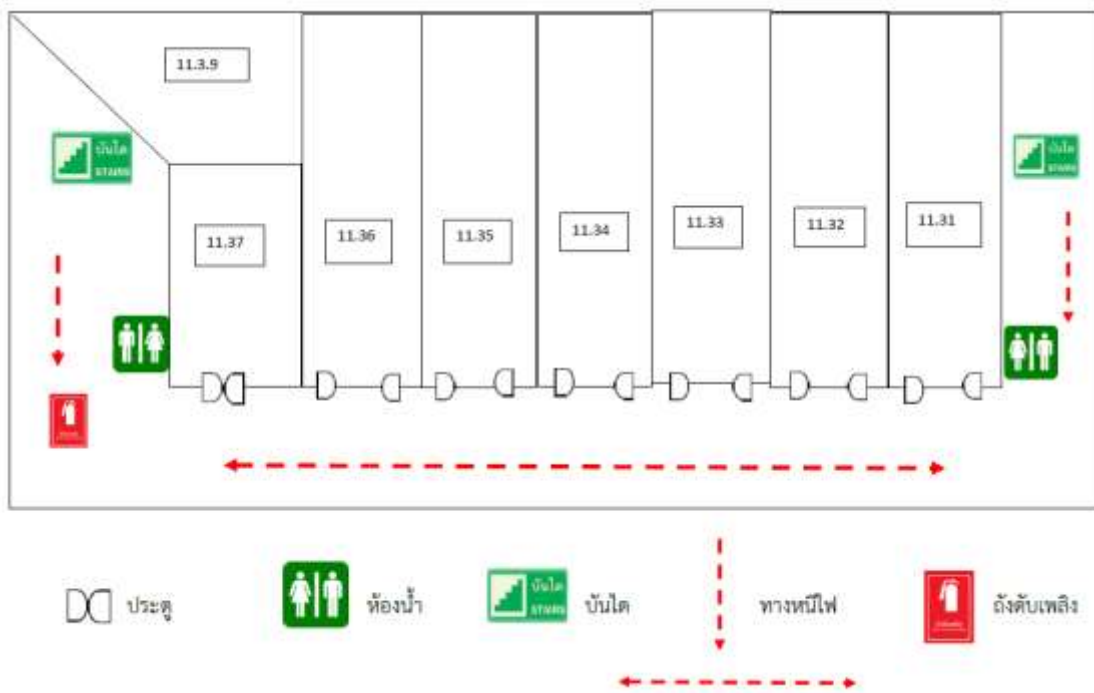 11.3.9
บันได
STAIRS
บันได
STAIRS
11.37
11.36
11.35
11.34
11.33
11.32
11.31
ประตู
ห้องน้ำ
บันได
STAIRS
บันได
ทางหนีไฟ
ถังดับเพลิง